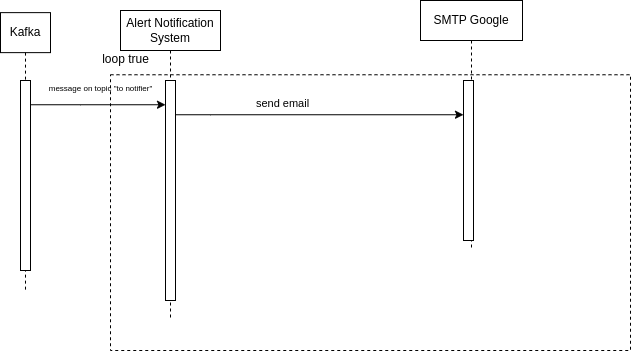 Kafka
Alert Notification
System
SMTP Google
loop true
message on topic "to notifier"
send email